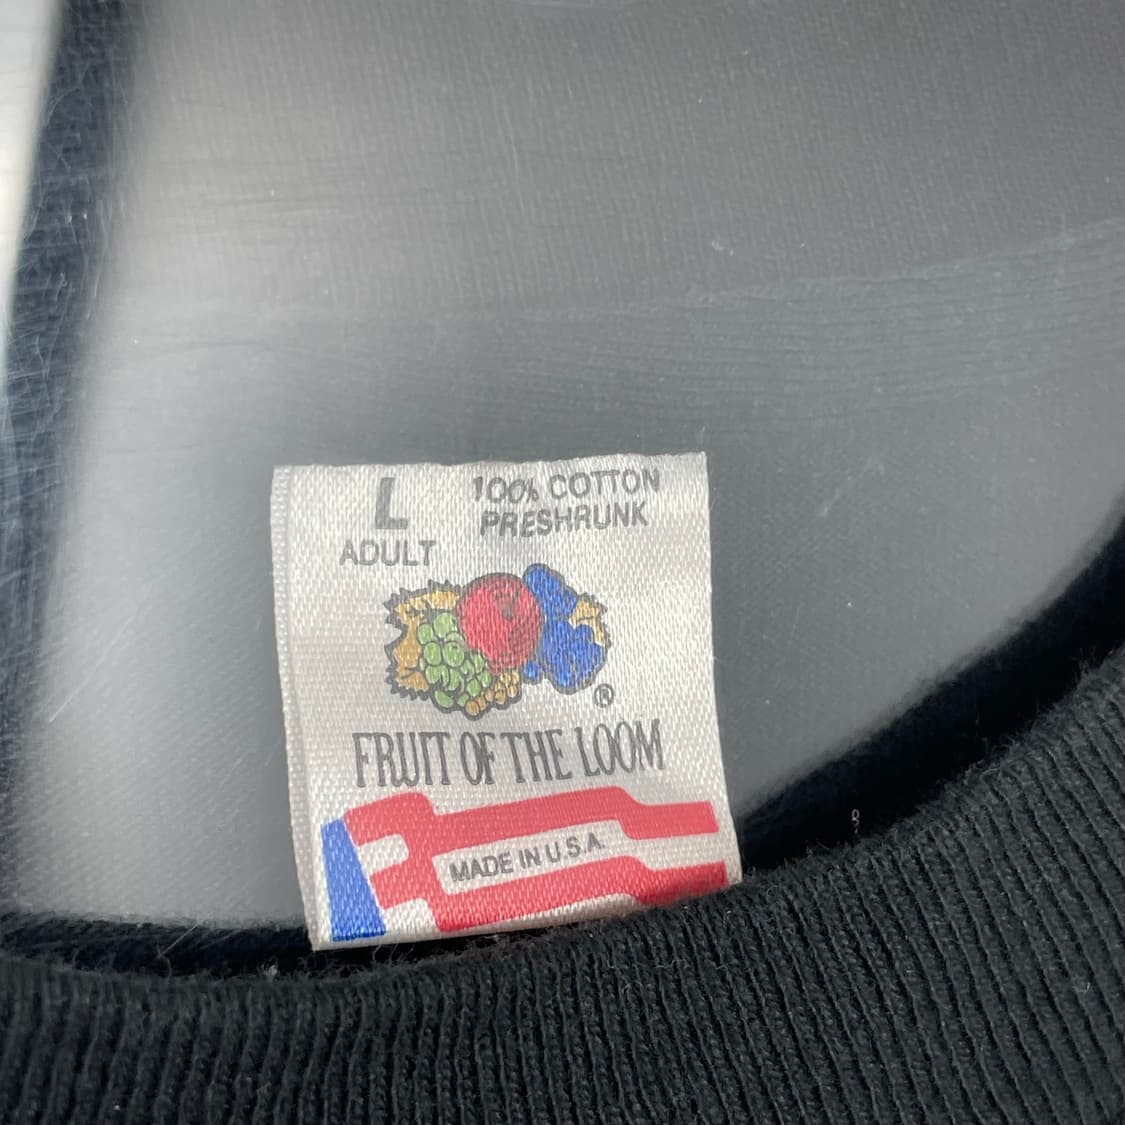 L
ADULT
100% COTTON
PRESHRUNK
®
FRUIT OF THE LOOM
MADE IN U.S.A.